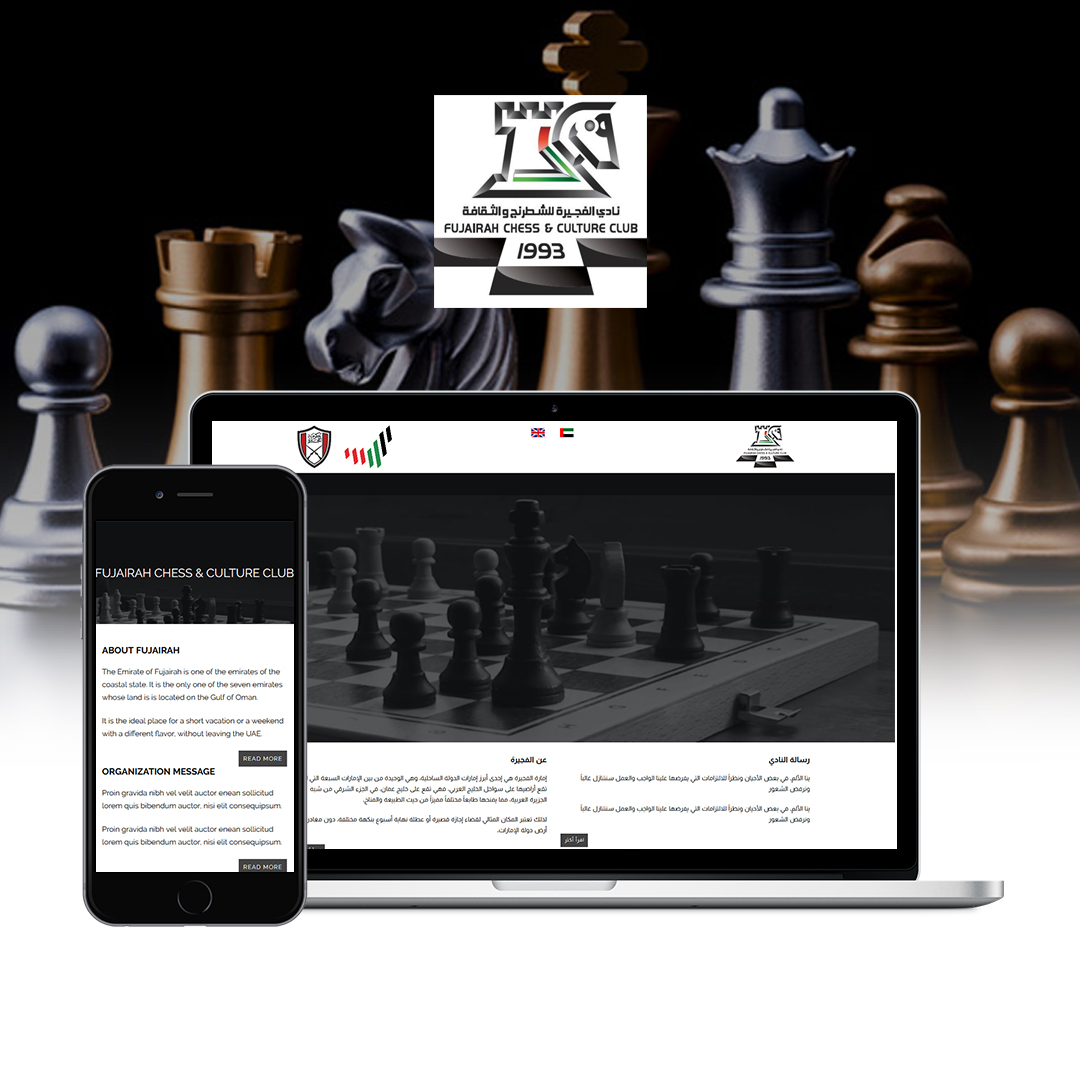 نادي الفجيرة للشطرنج والثقافة
FUJAIRAH CHESS & CULTURE CLUB
1993
FUJAIRAH CHESS & CULTURE CLUB
ABOUT FUJAIRAH
The Emirate of Fujairah is one of the emirates of the
coastal state. It is the only one of the seven emirates
whose land is is located on the Gulf of Oman.
It is the ideal place for a short vacation or a weekend
with a different flavor, without leaving the UAE.
READ MORE
ORGANIZATION MESSAGE
Proin gravida nibh vel velit auctor enean sollicitud
lorem quis bibendum auctor, nisi elit consequipsum.
Proin gravida nibh vel velit auctor enean sollicitud
lorem quis bibendum auctor, nisi elit consequipsum.
READ MORE
رسالة النادي
بنا الألم. في بعض الأحيان ونظراً للالتزامات التي يفرضها علينا الواجب والعمل سنتنازل غالباً
ونرفض الشعور
بنا الألم. في بعض الأحيان ونظراً للالتزامات التي يفرضها علينا الواجب والعمل سنتنازل غالباً
ونرفض الشعور
اقرأ أكثر
عن الفجيرة
إمارة الفجيرة هي إحدى أبرز إمارات الدولة الساحلية، وهي الوحيدة من بين الإمارات السبعة التي
تقع أراضيها على سواحل الخليج العربي، فهي تقع على خليج عمان، في الجزء الشرقي من شبه
الجزيرة العربية، مما يمنحها طابعاً مختلفاً مميزاً من حيث الطبيعة والمناخ.
لذلك تعتبر المكان المثالي لقضاء إجازة قصيرة أو عطلة نهاية أسبوع بنكهة مختلفة، دون مغادر
أرض دولة الإمارات.